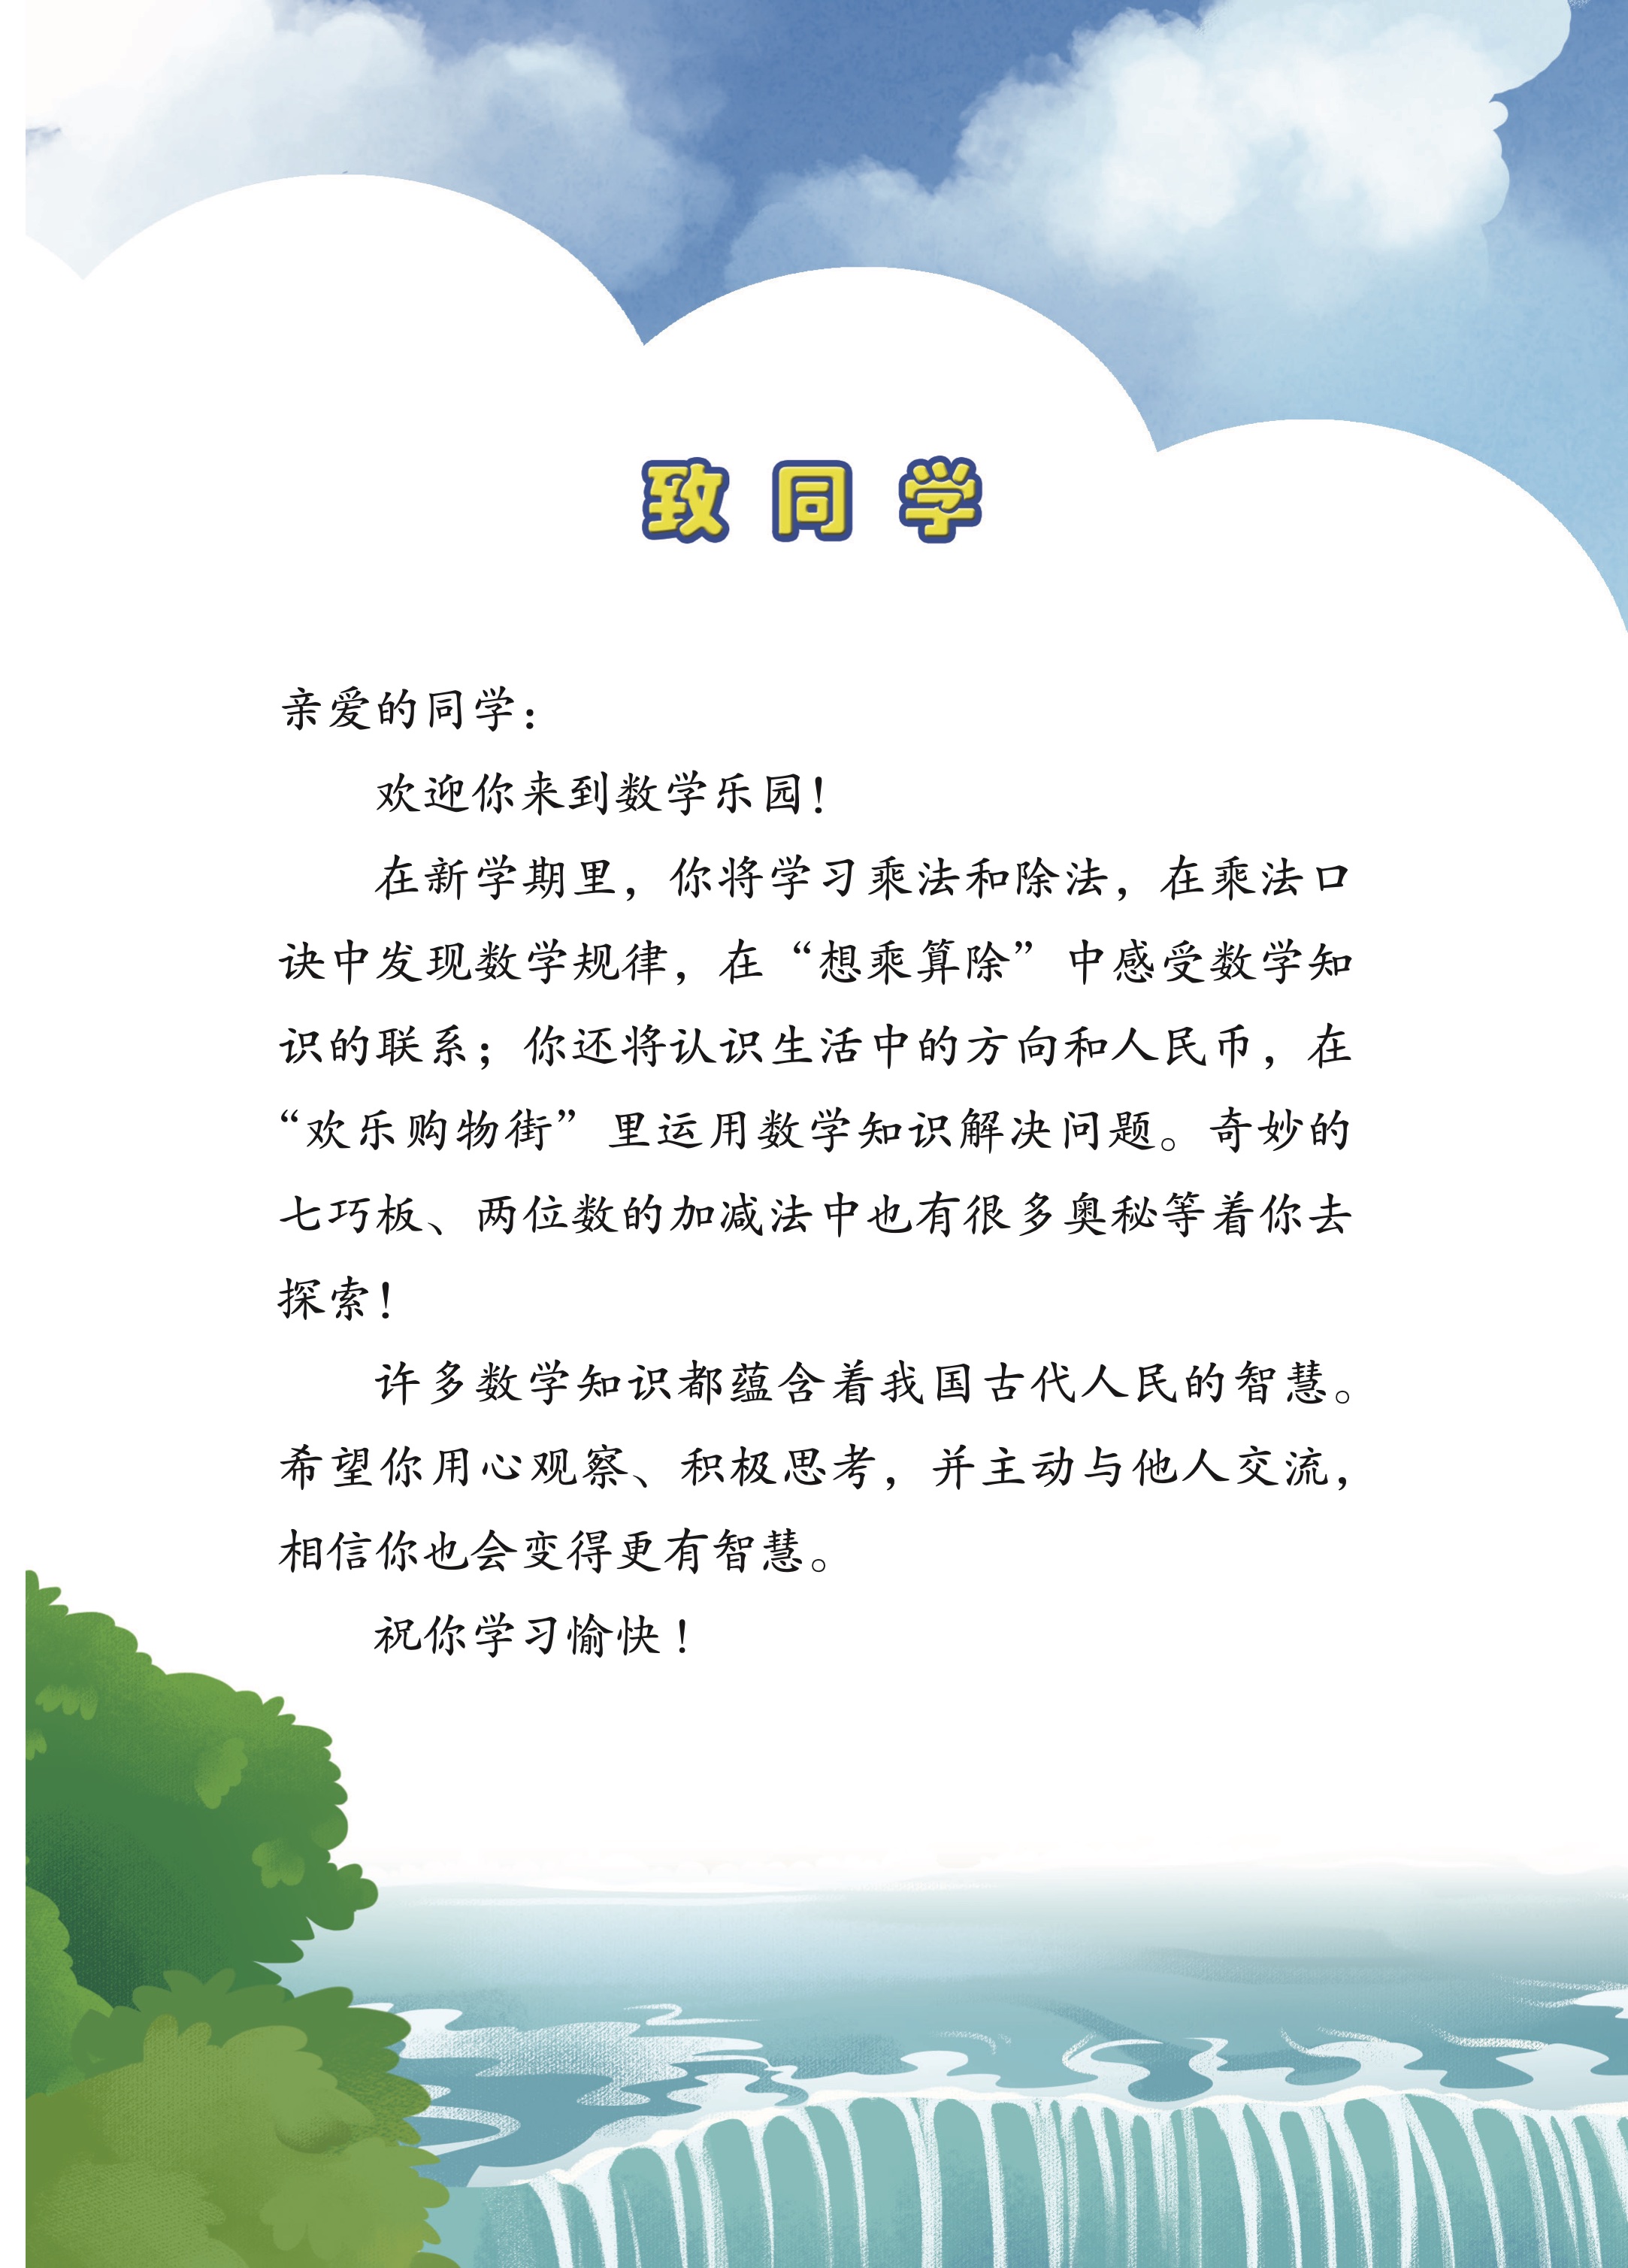 致同学
亲爱的同学：
欢迎你来到数学乐园！
在新学期里，你将学习乘法和除法，在乘法口
诀中发现数学规律，在“想乘算除”中感受数学知
识的联系；你还将认识生活中的方向和人民币，在
“欢乐购物街”里运用数学知识解决问题。奇妙的
七巧板、两位数的加减法中也有很多奥秘等着你去
探索！
许多数学知识都蕴含着我国古代人民的智慧。
希望你用心观察、积极思考，并主动与他人交流，
相信你也会变得更有智慧。
祝你学习愉快！